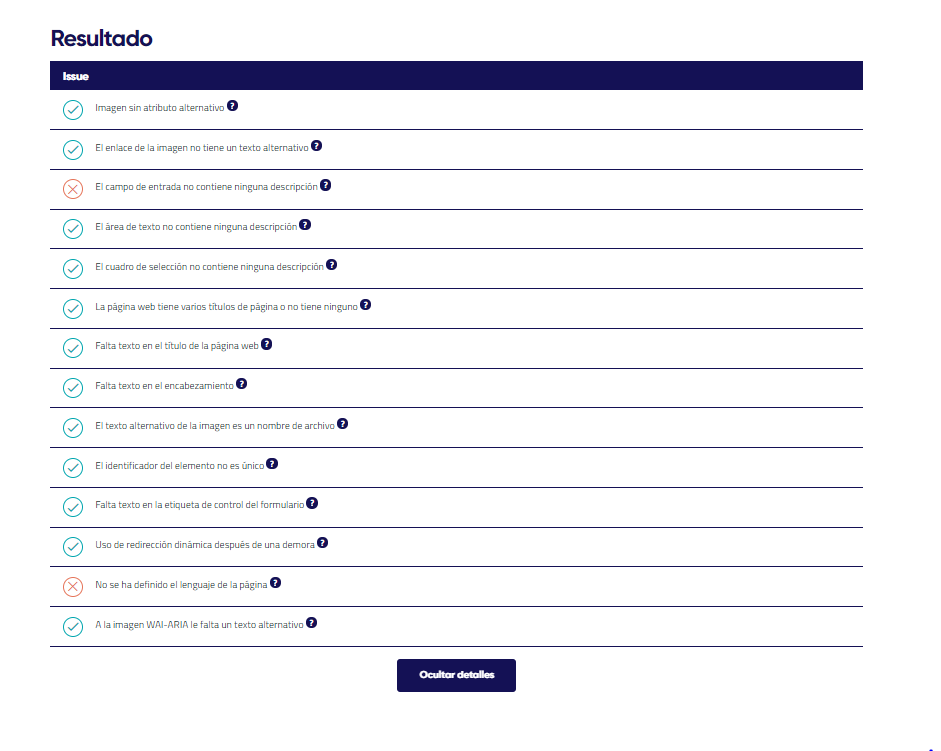 Resultado
Issue
Imagen sin atributo alternativo ?
El enlace de la imagen no tiene un texto alternativo ?
El campo de entrada no contiene ninguna descripción ?
El área de texto no contiene ninguna descripción ?
El cuadro de selección no contiene ninguna descripción ?
La página web tiene varios títulos de página o no tiene ninguno ?
Falta texto en el título de la página web ?
Falta texto en el encabezamiento ?
El texto alternativo de la imagen es un nombre de archivo ?
El identificador del elemento no es único ?
Falta texto en la etiqueta de control del formulario ?
Uso de redirección dinámica después de una demora ?
No se ha definido el lenguaje de la página ?
A la imagen WAI-ARIA le falta un texto alternativo ?
Ocultar detalles